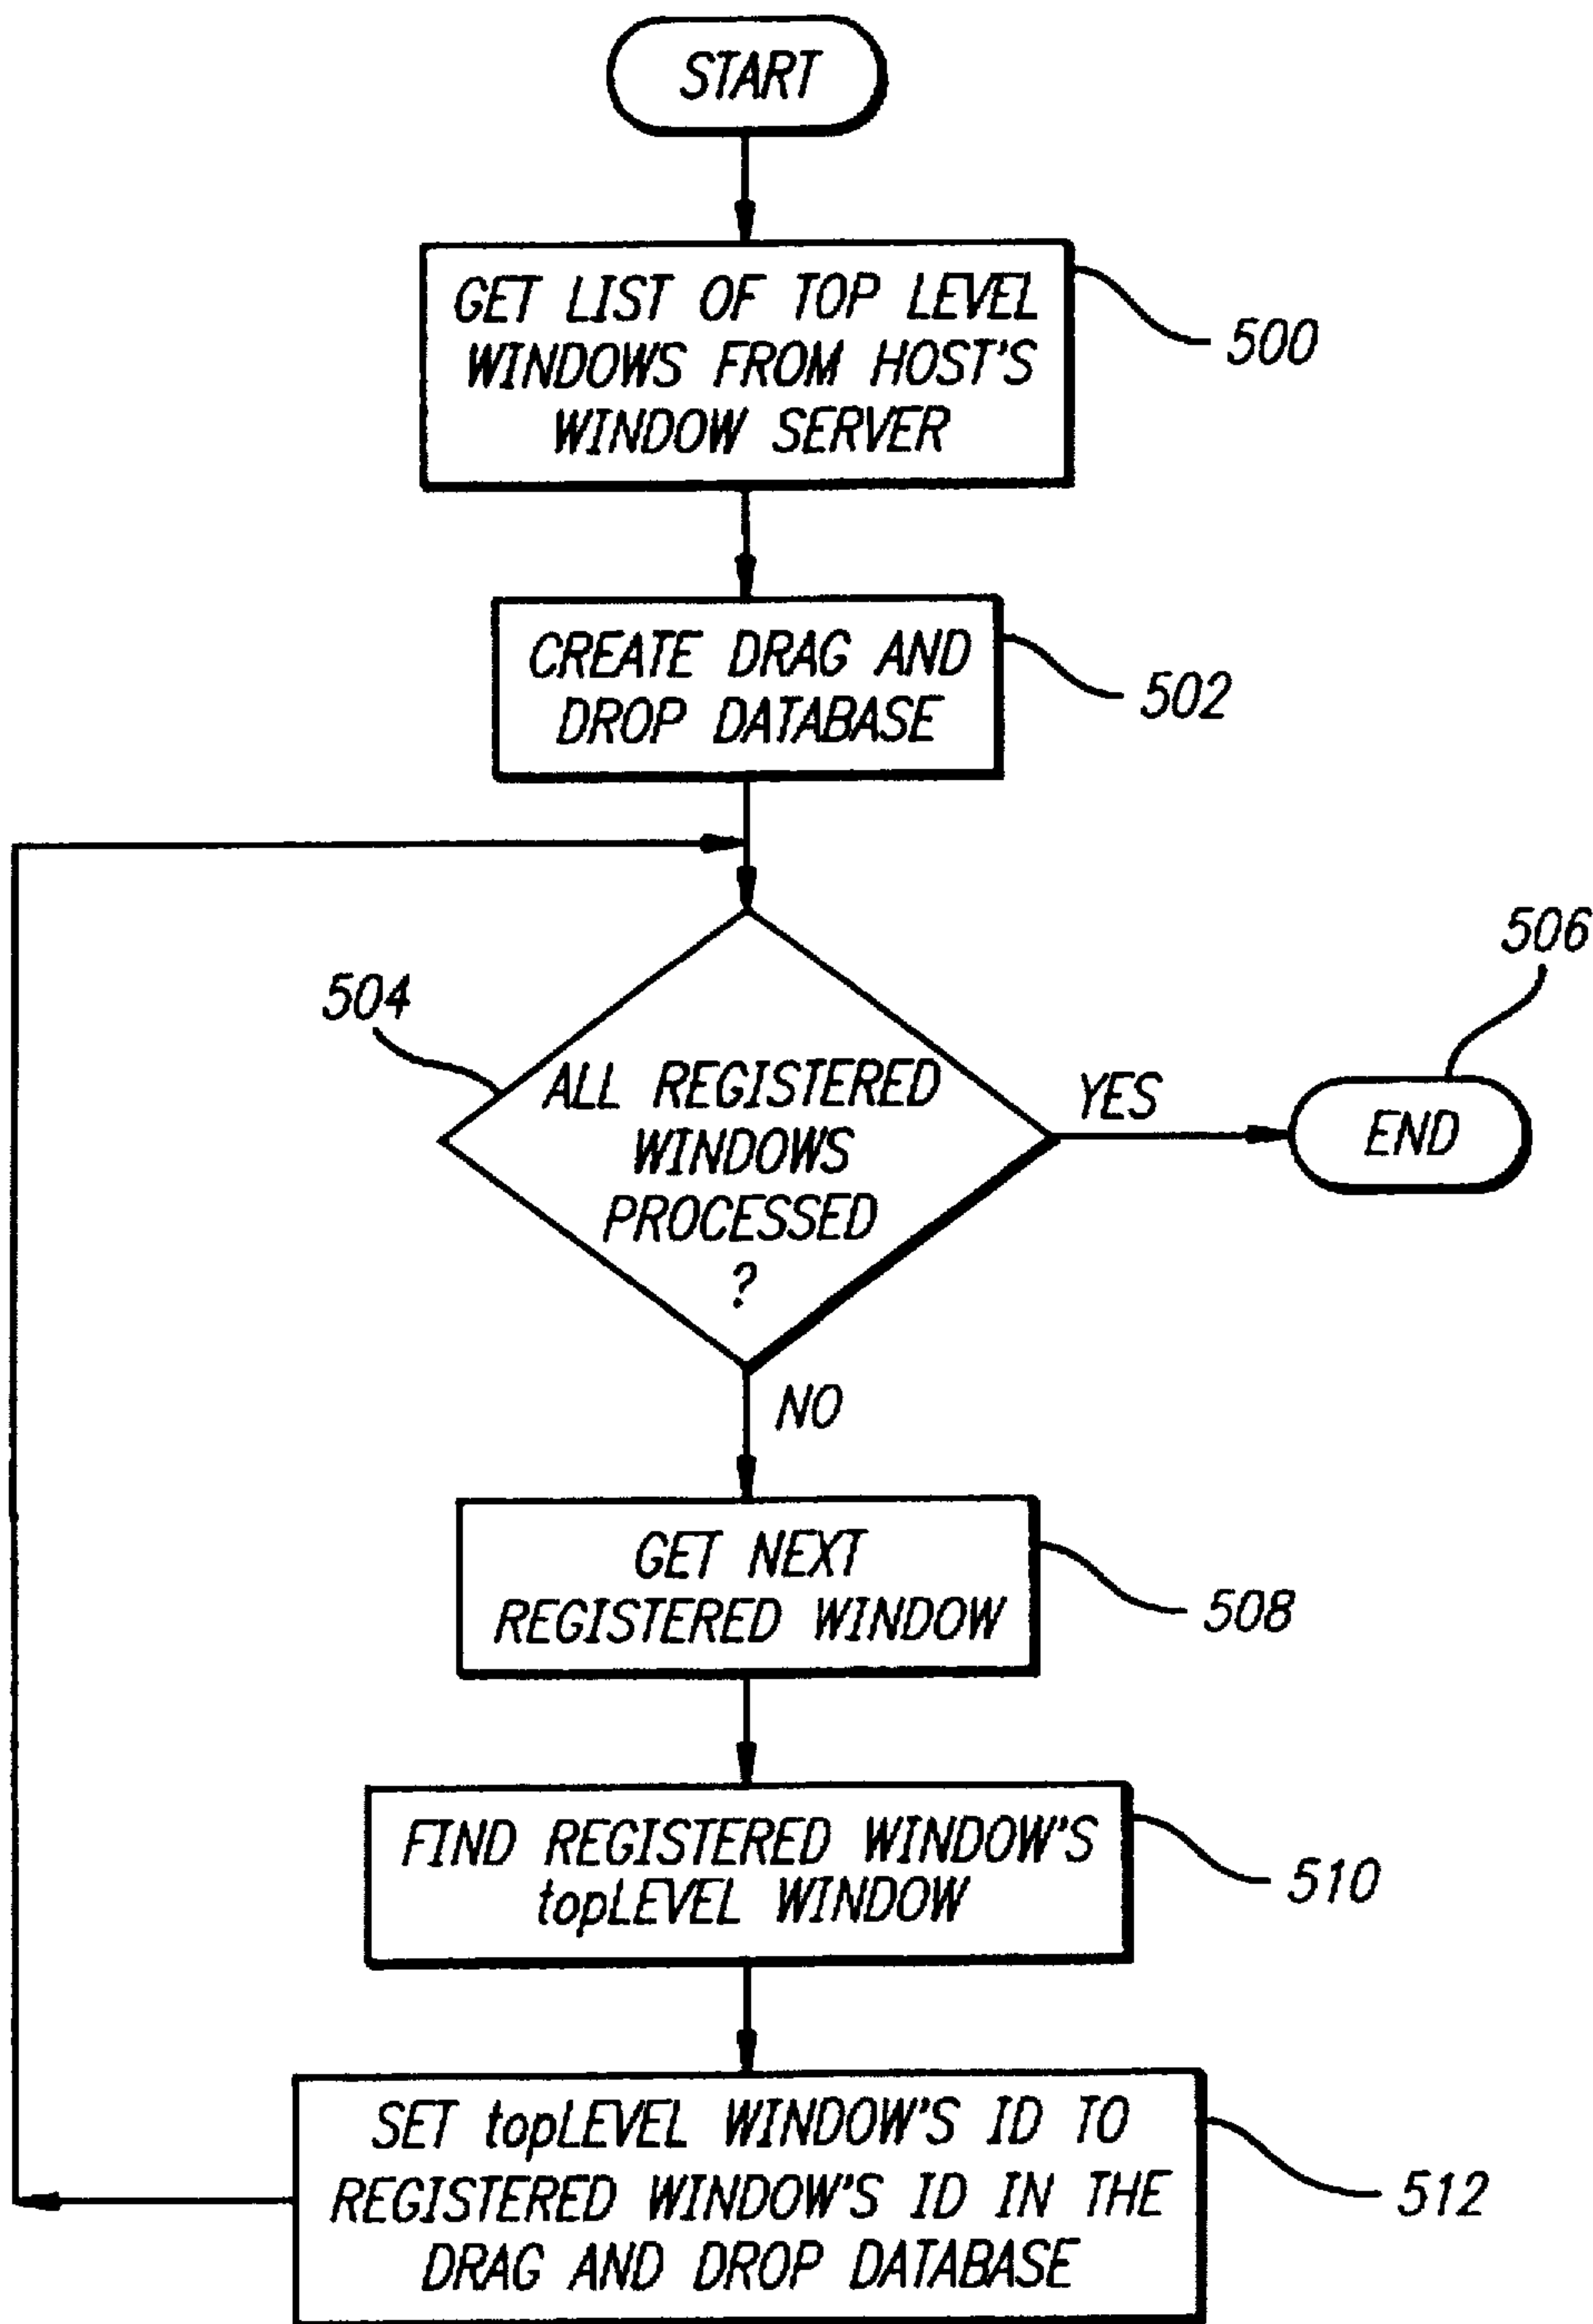 START
GET LIST OF TOP LEVEL
WINDOWS FROM HOST'S
WINDOW SERVER
500
CREATE DRAG AND
DROP DATABASE
502
504
ALL REGISTERED
WINDOWS
PROCESSED
?
YES
506
END
NO
GET NEXT
REGISTERED WINDOW
508
FIND REGISTERED WINDOW'S
topLEVEL WINDOW
510
SET topLEVEL WINDOW'S ID TO
REGISTERED WINDOW'S ID IN THE
DRAG AND DROP DATABASE
512